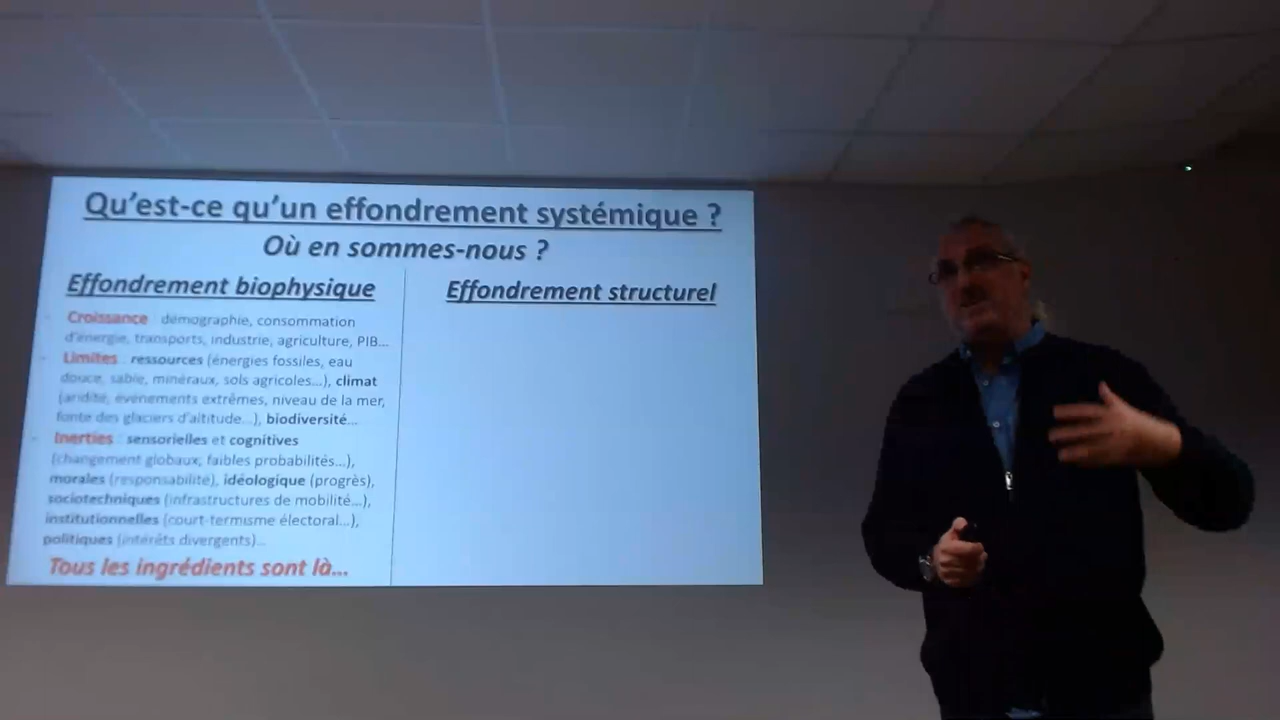 Qu'est-ce qu'un effondrement systémique ?
Où en sommes-nous ?
Effondrement biophysique
- Croissance : démographie, consommation
d'énergie, transports, industrie, agriculture, PIB...
- Limites : ressources (énergies fossiles, eau
douce, sable, minéraux, sols agricoles...), climat
(aridité, évènements extrêmes, niveau de la mer,
fonte des glaciers d'altitude...), biodiversité...
- Inerties : sensorielles et cognitives
(changement globaux, faibles probabilités...),
morales (responsabilité), idéologique (progrès),
sociotechniques (infrastructures de mobilité...),
institutionnelles (court-termisme électoral...),
politiques (intérêts divergents)...
Tous les ingrédients sont là...
Effondrement structurel